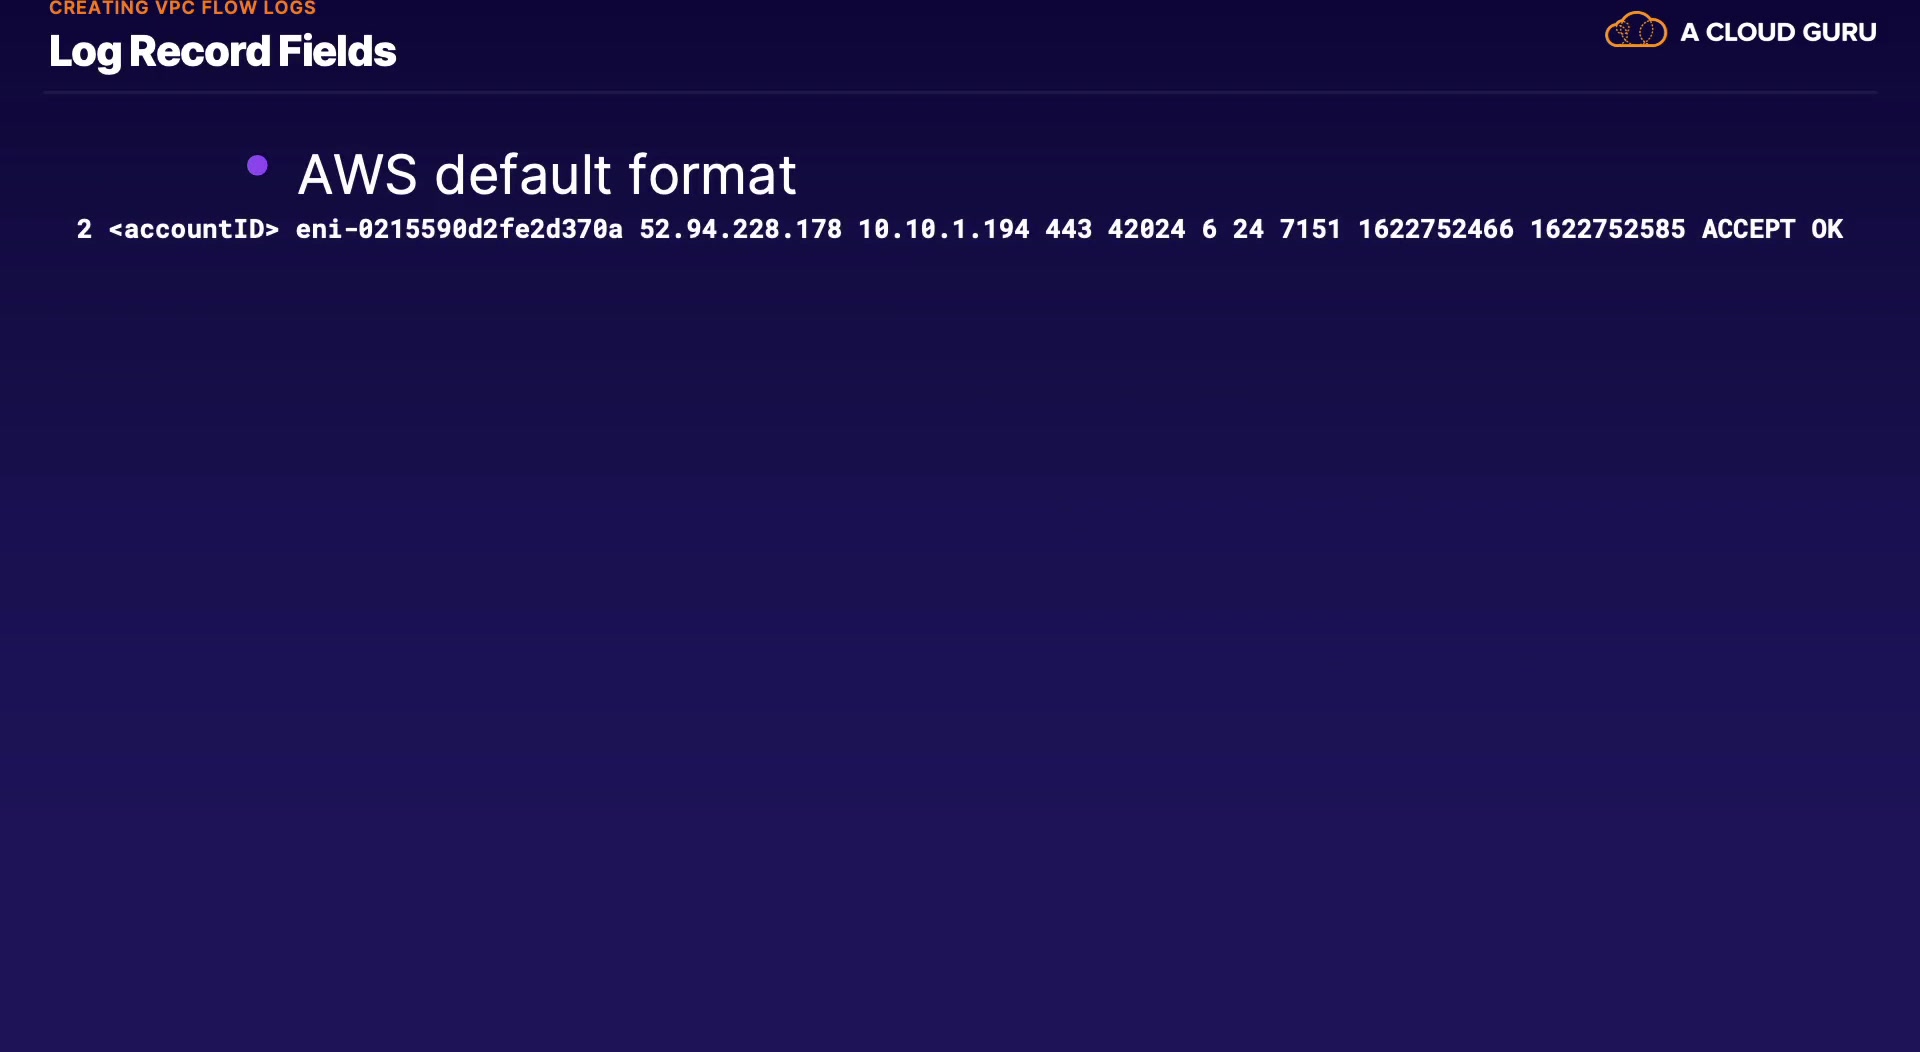 CREATING VPC FLOW LOGS
Log Record Fields
A CLOUD GURU
AWS default format
2 <accountID> eni-0215590d2fe2d370a 52.94.228.178 10.10.1.194 443 42024 6 24 7151 1622752466 1622752585 ACCEPT OK